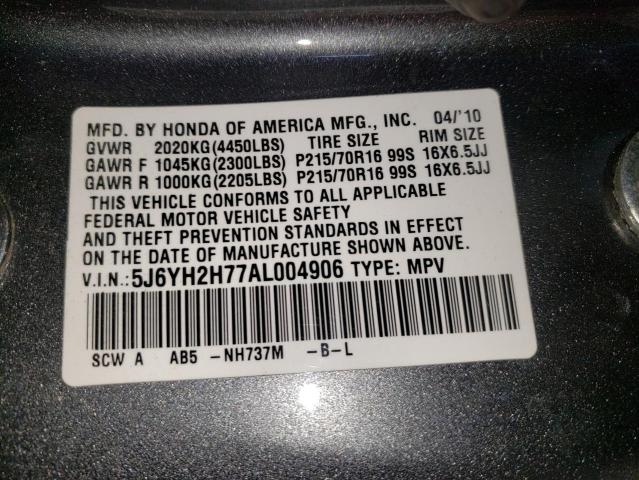 MFD. BY HONDA OF AMERICA MFG., INC. 04/'10
GVWR 2020KG(4450LBS) TIRE SIZE RIM SIZE
GAWR F 1045KG(2300LBS) P215/70R16 99S 16X6.5JJ
GAWR R 1000KG(2205LBS) P215/70R16 99S 16X6.5JJ
THIS VEHICLE CONFORMS TO ALL APPLICABLE
FEDERAL MOTOR VEHICLE SAFETY
AND THEFT PREVENTION STANDARDS IN EFFECT
ON THE DATE OF MANUFACTURE SHOWN ABOVE.
V.I.N.:5J6YH2H77AL004906 TYPE: MPV
SCW A AB5 -NH737M -B-L